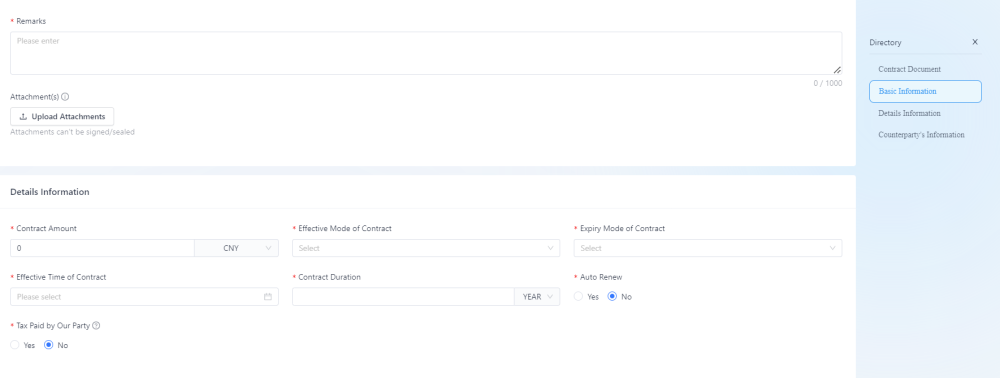 * Remarks
Please enter
0 / 1000
Attachment(s)
Upload Attachments
Attachments can't be signed/sealed
Details Information
* Contract Amount
0
CNY
* Effective Mode of Contract
Select
* Expiry Mode of Contract
Select
* Effective Time of Contract
Please select
* Contract Duration
YEAR
* Auto Renew
Yes
No
* Tax Paid by Our Party
Yes
No
Directory
Contract Document
Basic Information
Details Information
Counterparty's Information